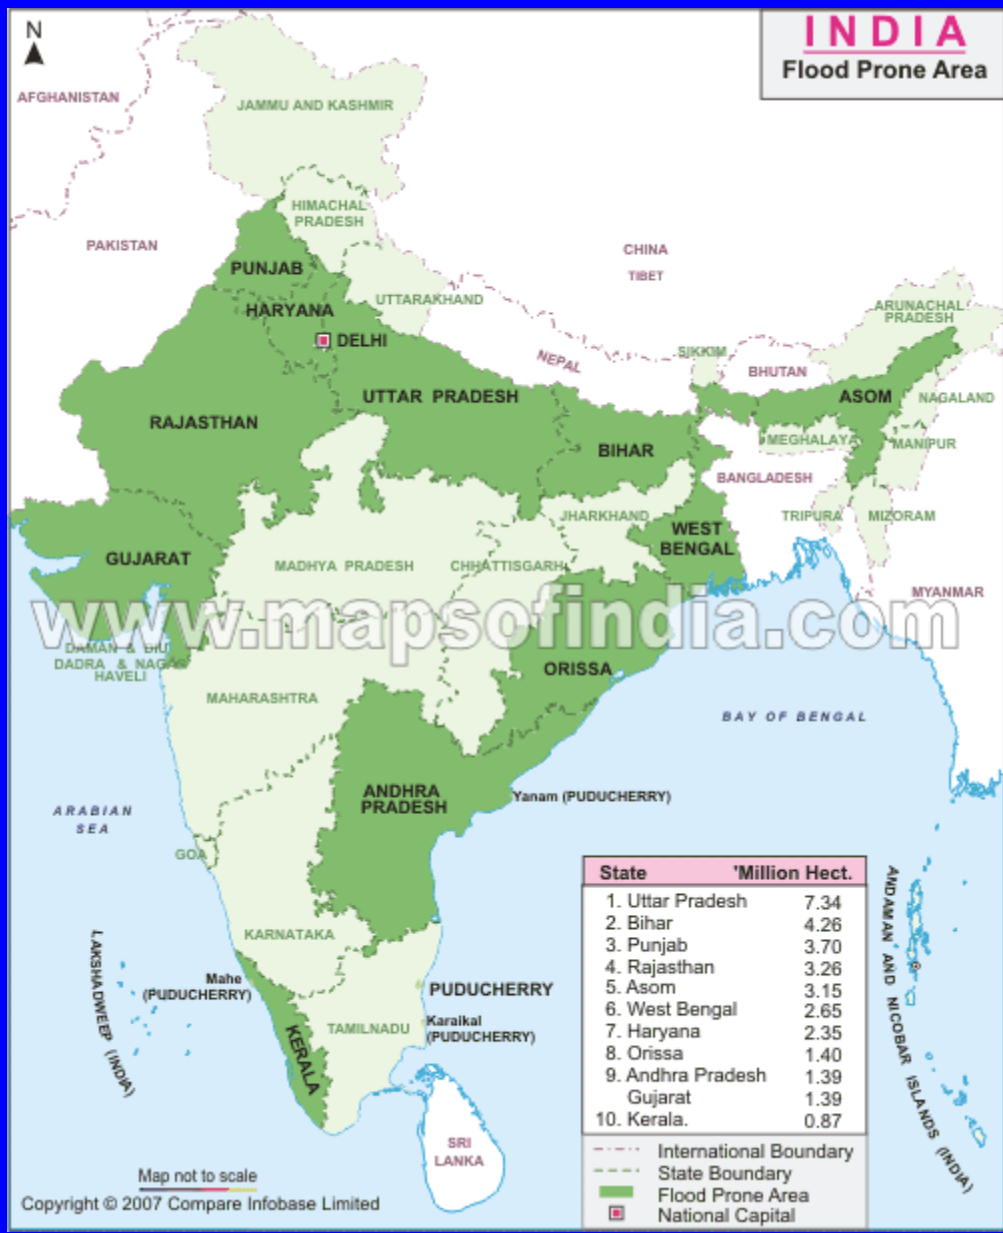 N
INDIA
Flood Prone Area
AFGHANISTAN
JAMMU AND KASHMIR
HIMACHAL
PRADESH
PAKISTAN
PUNJAB
CHINA
TIBET
HARYANA
UTTARAKHAND
ARUNACHAL
PRADESH
DELHI
NEPAL
SIKKIM
BHUTAN
UTTAR PRADESH
ASOM
NAGALAND
RAJASTHAN
BIHAR
MEGHALAYA
MANIPUR
BANGLADESH
JHARKHAND
TRIPURA
MIZORAM
WEST
BENGAL
GUJARAT
MADHYA PRADESH
CHHATTISGARH
MYANMAR
www.mapsofindia.com
DAMAN & DIU
DADRA & NAGAR
HAVELI
ORISSA
MAHARASHTRA
BAY OF BENGAL
ANDHRA
PRADESH
Yanam (PUDUCHERRY)
ARABIAN
SEA
GOA
KARNATAKA
LAKSHADWEEP (INDIA)
Mahe
(PUDUCHERRY)
PUDUCHERRY
KERALA
TAMILNADU
Karaikal
(PUDUCHERRY)
SRI
LANKA
ANDAMAN AND NICOBAR ISLANDS (INDIA)
State 'Million Hect.
1. Uttar Pradesh 7.34
2. Bihar 4.26
3. Punjab 3.70
4. Rajasthan 3.26
5. Asom 3.15
6. West Bengal 2.65
7. Haryana 2.35
8. Orissa 1.40
9. Andhra Pradesh 1.39
Gujarat 1.39
10. Kerala. 0.87
International Boundary
State Boundary
Flood Prone Area
National Capital
Map not to scale
Copyright © 2007 Compare Infobase Limited